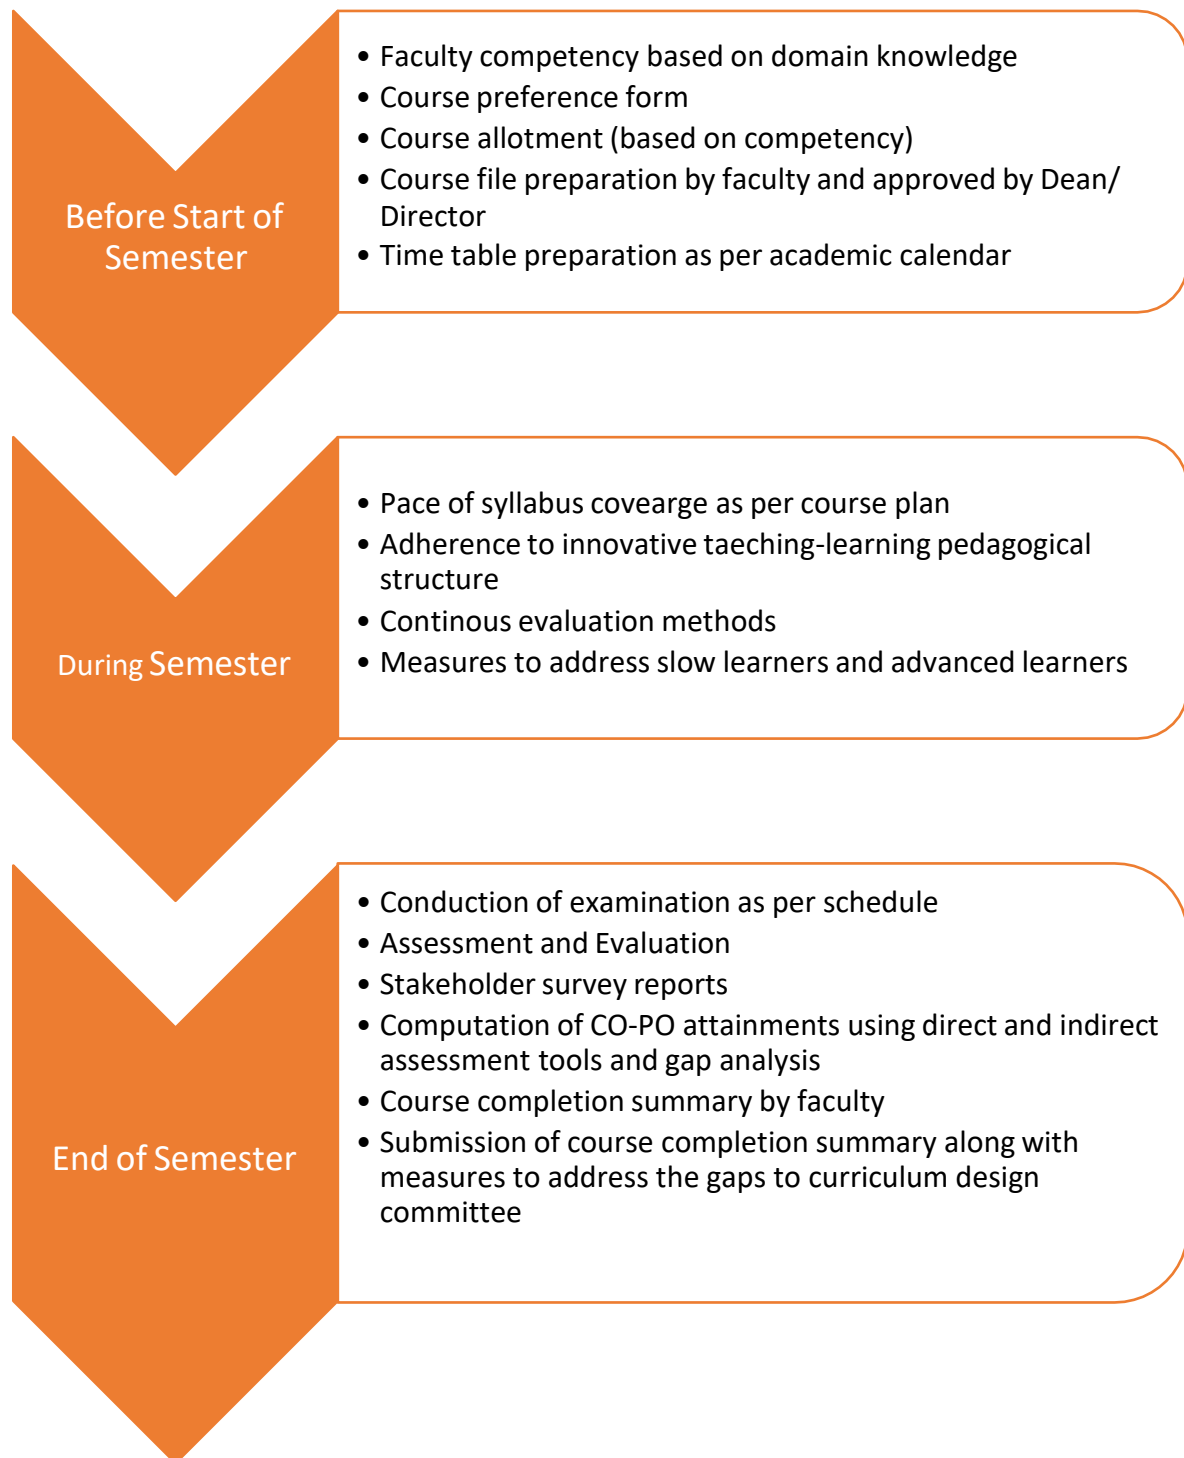 Before Start of
Semester
• Faculty competency based on domain knowledge
• Course preference form
• Course allotment (based on competency)
• Course file preparation by faculty and approved by Dean/
Director
• Time table preparation as per academic calendar
During Semester
• Pace of syllabus covearge as per course plan
• Adherence to innovative taeching-learning pedagogical
structure
• Continous evaluation methods
• Measures to address slow learners and advanced learners
End of Semester
• Conduction of examination as per schedule
• Assessment and Evaluation
• Stakeholder survey reports
• Computation of CO-PO attainments using direct and indirect
assessment tools and gap analysis
• Course completion summary by faculty
• Submission of course completion summary along with
measures to address the gaps to curriculum design
committee